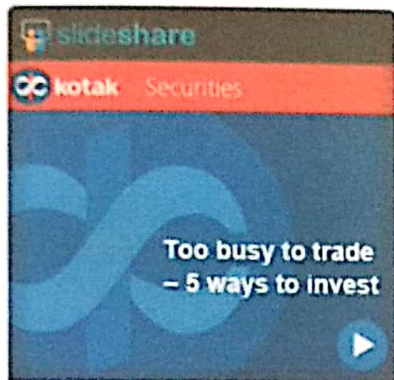 slideshare
kotak Securities
Too busy to trade
– 5 ways to invest